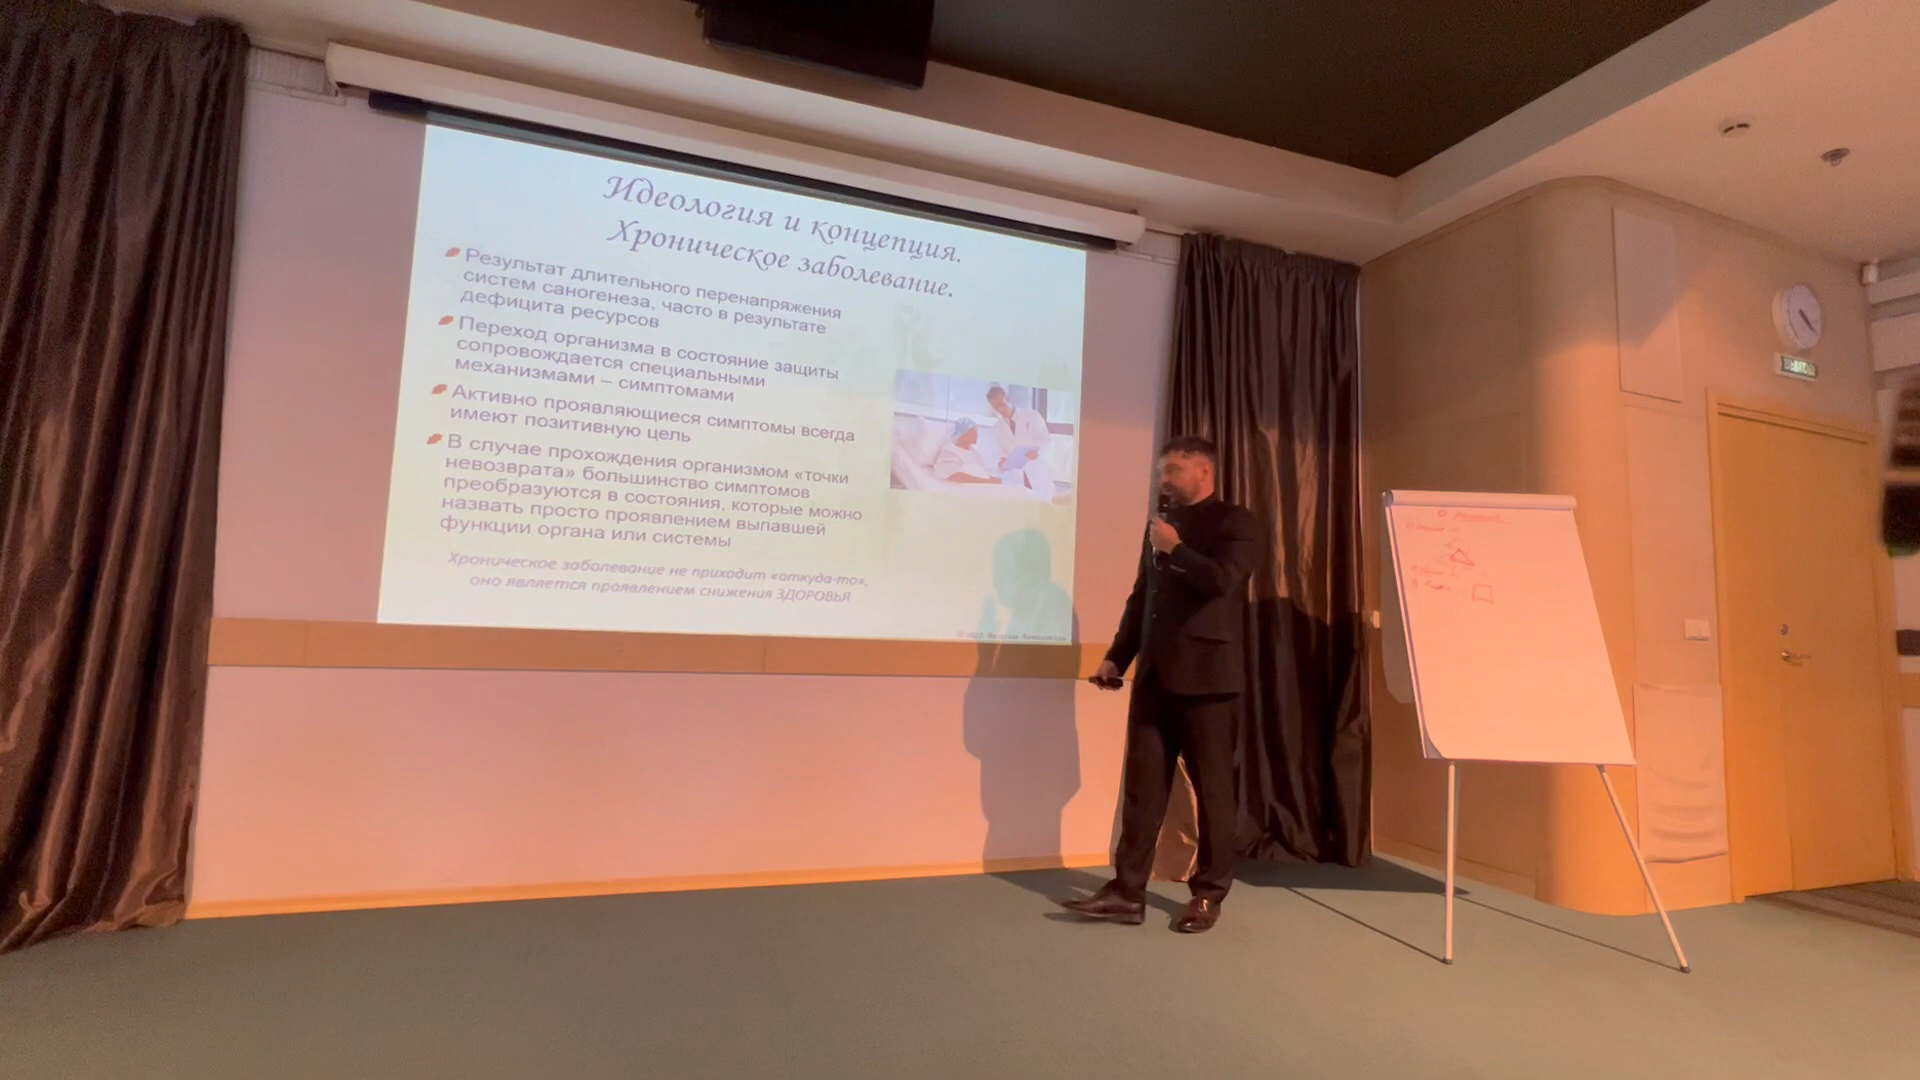 Идеология и концепция.
Хроническое заболевание.
Результат длительного перенапряжения
систем саногенеза, часто в результате
дефицита ресурсов
Переход организма в состояние защиты
сопровождается специальными
механизмами – симптомами
Активно проявляющиеся симптомы всегда
имеют позитивную цель
В случае прохождения организмом «точки
невозврата» большинство симптомов
преобразуются в состояния, которые можно
назвать просто проявлением выпавшей
функции органа или системы
Хроническое заболевание не приходит «откуда-то»,
оно является проявлением снижения ЗДОРОВЬЯ
ВЫХОД